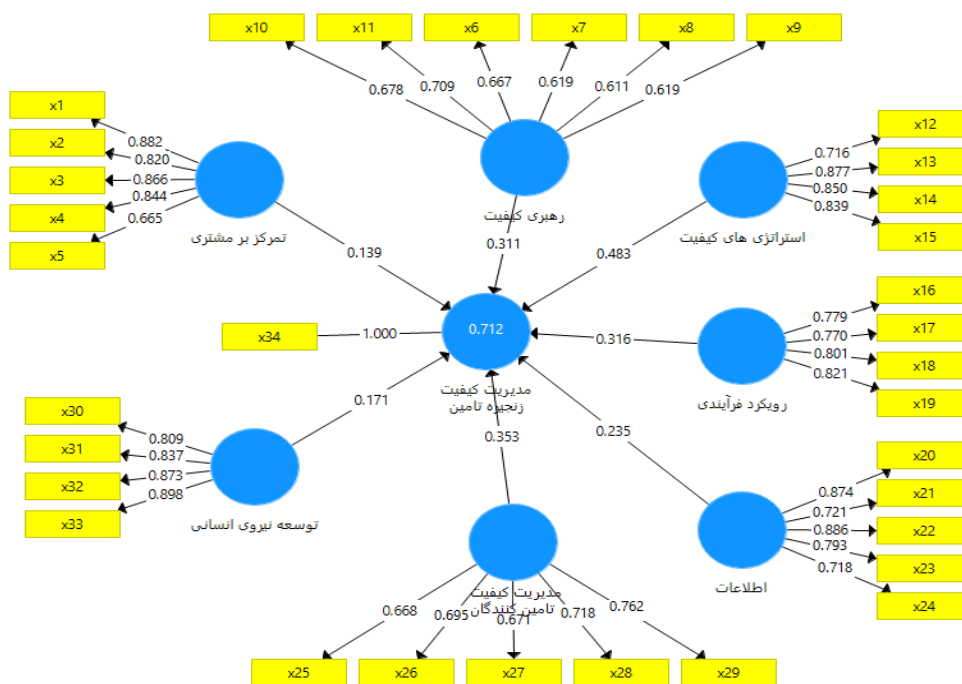 x10
x11
x6
x7
x8
x9
0.678
0.709
0.667
0.619
0.611
0.619
x1
x2
x3
x4
x5
0.882
0.820
0.866
0.844
0.665
تمرکز بر مشتری
0.139
رهبری کیفیت
0.311
x12
x13
x14
x15
0.716
0.877
0.850
0.839
استراتژی های کیفیت
0.483
x34
1.000
0.712
مدیریت کیفیت
زنجیره تامین
0.316
x16
x17
x18
x19
0.779
0.770
0.801
0.821
رویکرد فرآیندی
x30
x31
x32
x33
0.809
0.837
0.873
0.898
توسعه نیروی انسانی
0.171
0.353
0.235
x20
x21
x22
x23
x24
0.874
0.721
0.886
0.793
0.718
اطلاعات
مدیریت کیفیت
تامین کنندگان
0.668
0.695
0.671
0.718
0.762
x25
x26
x27
x28
x29